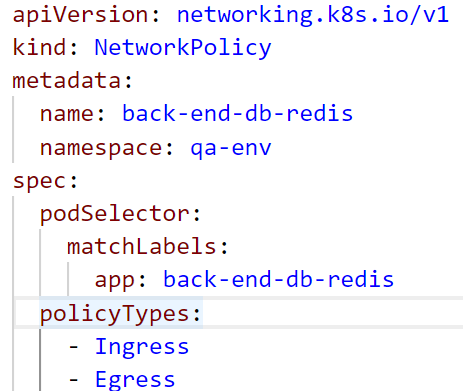 apiVersion: networking.k8s.io/v1
kind: NetworkPolicy
metadata:
  name: back-end-db-redis
  namespace: qa-env
spec:
  podSelector:
    matchLabels:
      app: back-end-db-redis
  policyTypes:
    - Ingress
    - Egress